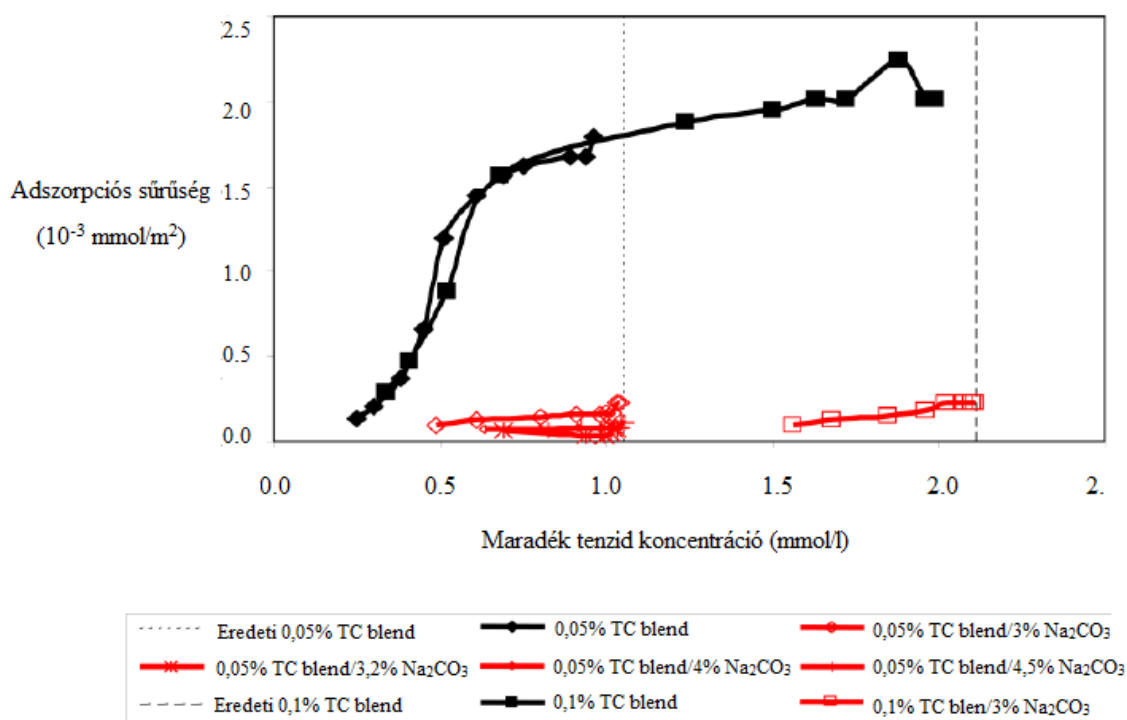 2.5
2.0
1.5
1.0
0.5
0.0
Adszorpciós sűrűség
(10⁻³ mmol/m²)
0.0 0.5 1.0 1.5 2.0 2.
Maradék tenzid koncentráció (mmol/l)
Eredeti 0,05% TC blend 0,05% TC blend 0,05% TC blend/3% Na₂CO₃
0,05% TC blend/3,2% Na₂CO₃ 0,05% TC blend/4% Na₂CO₃ 0,05% TC blend/4,5% Na₂CO₃
Eredeti 0,1% TC blend 0,1% TC blend 0,1% TC blen/3% Na₂CO₃